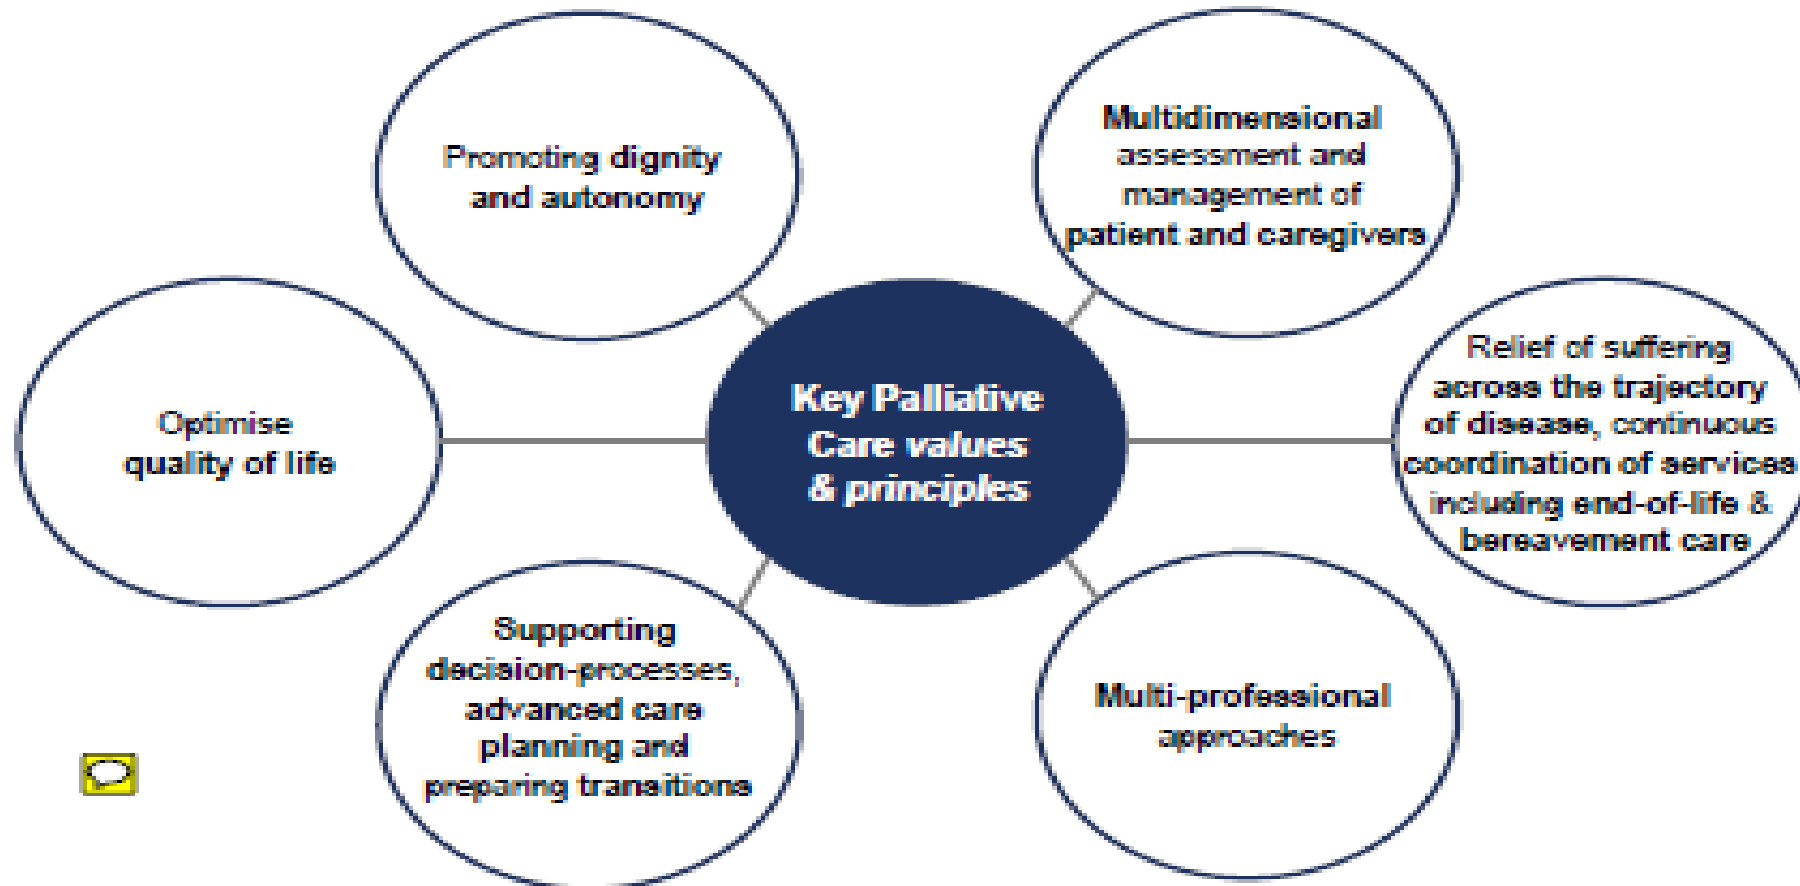 Promoting dignity
and autonomy
Multidimensional
assessment and
management of
patient and caregivers
Optimise
quality of life
Key Palliative
Care values
& principles
Relief of suffering
across the trajectory
of disease, continuous
coordination of services
including end-of-life &
bereavement care
Supporting
decision-processes,
advanced care
planning and
preparing transitions
Multi-professional
approaches